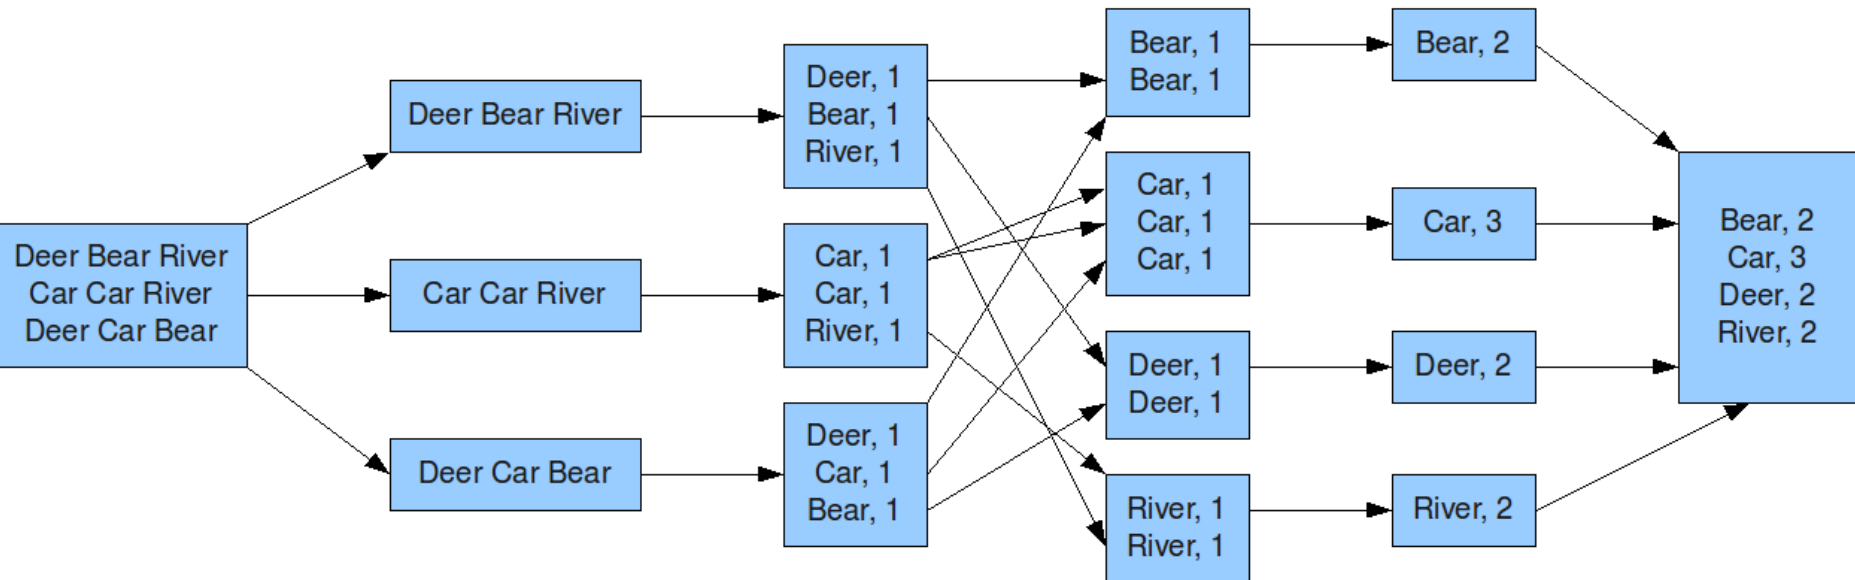 Deer Bear River
Car Car River
Deer Car Bear
Deer Bear River
Car Car River
Deer Car Bear
Deer, 1
Bear, 1
River, 1
Car, 1
Car, 1
River, 1
Deer, 1
Car, 1
Bear, 1
Bear, 1
Bear, 1
Car, 1
Car, 1
Car, 1
Deer, 1
Deer, 1
River, 1
River, 1
Bear, 2
Car, 3
Deer, 2
River, 2
Bear, 2
Car, 3
Deer, 2
River, 2